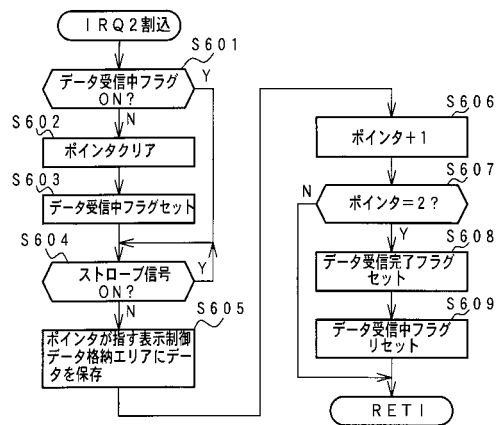 IRQ2割込
S601
データ受信中フラグ
ON?
Y
N
S602
ポインタクリア
S603
データ受信中フラグセット
S604
ストローブ信号
ON?
Y
N
S605
ポインタが指す表示制御
データ格納エリアにデー
タを保存
S606
ポインタ+1
S607
N
ポインタ=2?
Y
S608
データ受信完了フラグ
セット
S609
データ受信中フラグ
リセット
RETI